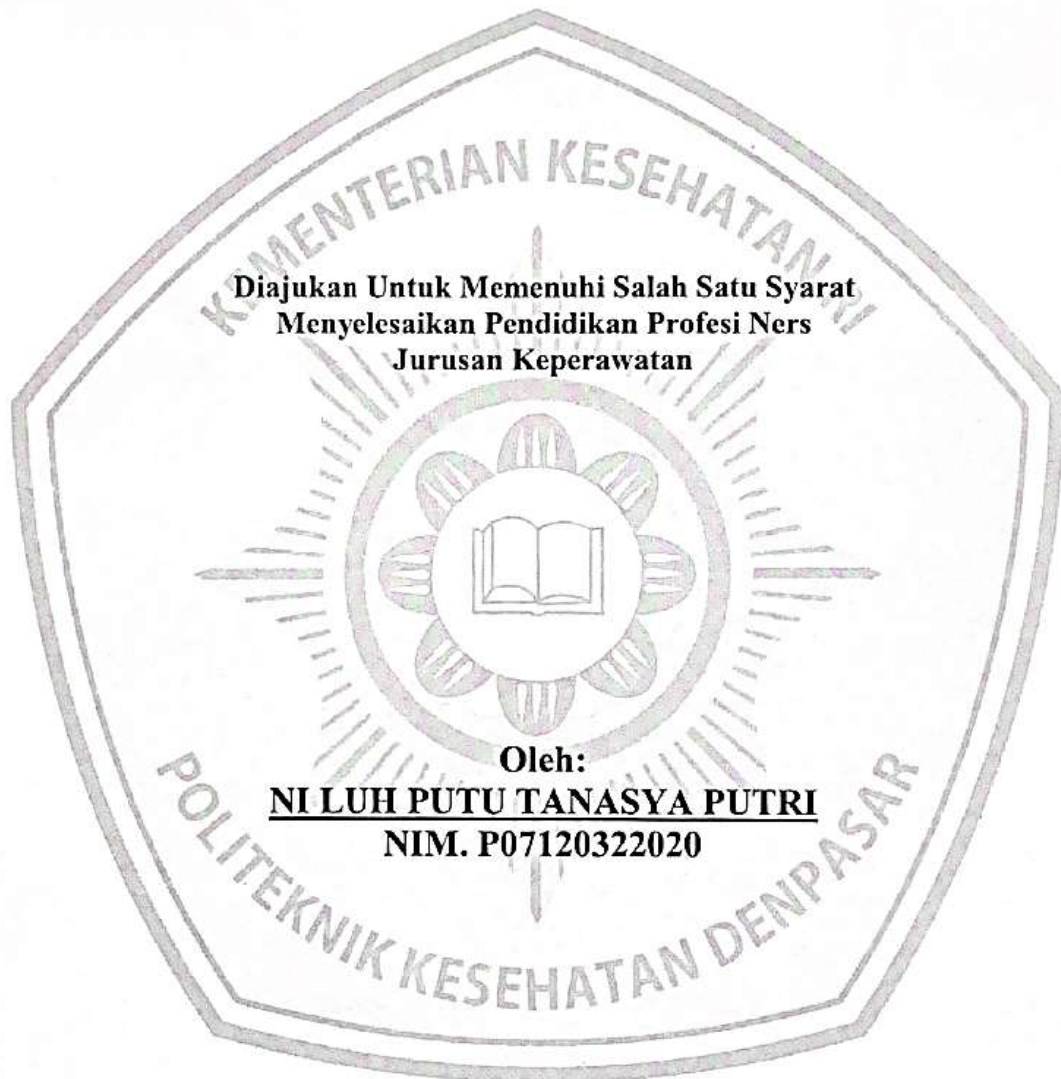 KEMENTERIAN KESEHATAN RI
Diajukan Untuk Memenuhi Salah Satu Syarat
Menyelesaikan Pendidikan Profesi Ners
Jurusan Keperawatan
Oleh:
NI LUH PUTU TANASYA PUTRI
NIM. P07120322020
POLITEKNIK KESEHATAN DENPASAR